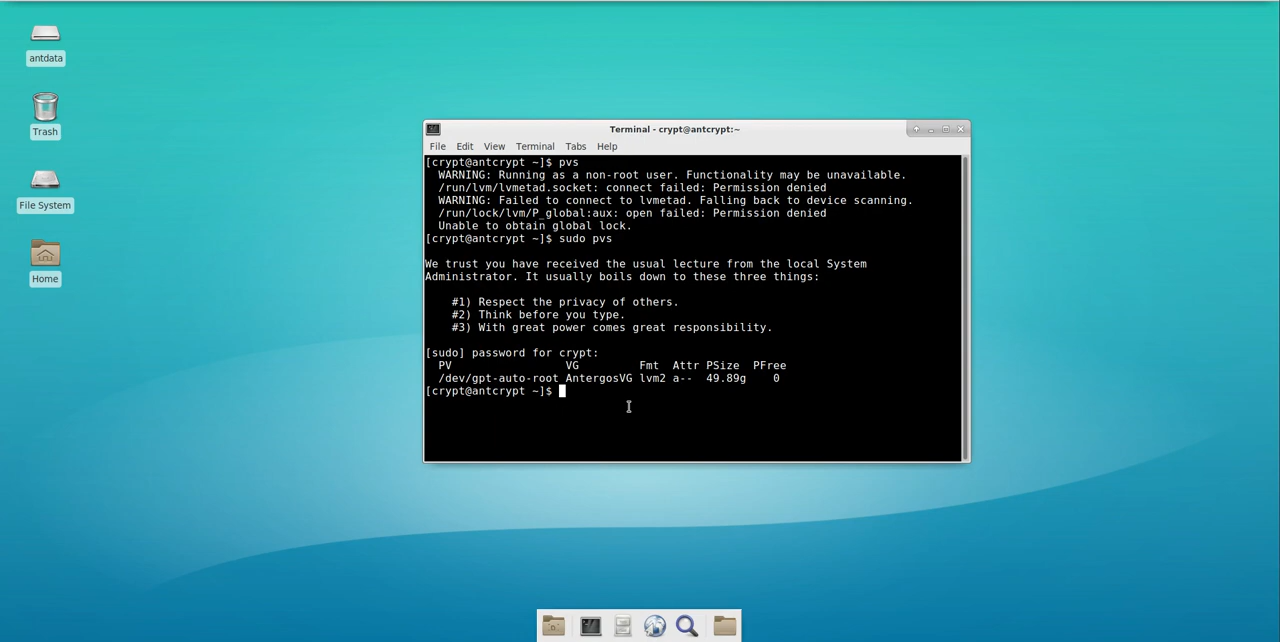 antdata
Trash
File System
Home
Terminal - crypt@antcrypt:~
File Edit View Terminal Tabs Help
[crypt@antcrypt ~]$ pvs
  WARNING: Running as a non-root user. Functionality may be unavailable.
  /run/lvm/lvmetad.socket: connect failed: Permission denied
  WARNING: Failed to connect to lvmetad. Falling back to device scanning.
  /run/lock/lvm/P_global:aux: open failed: Permission denied
  Unable to obtain global lock.
[crypt@antcrypt ~]$ sudo pvs
We trust you have received the usual lecture from the local System
Administrator. It usually boils down to these three things:
    #1) Respect the privacy of others.
    #2) Think before you type.
    #3) With great power comes great responsibility.
[sudo] password for crypt:
  PV                 VG         Fmt  Attr PSize  PFree
  /dev/gpt-auto-root AntergosVG lvm2 a--  49.89g    0
[crypt@antcrypt ~]$